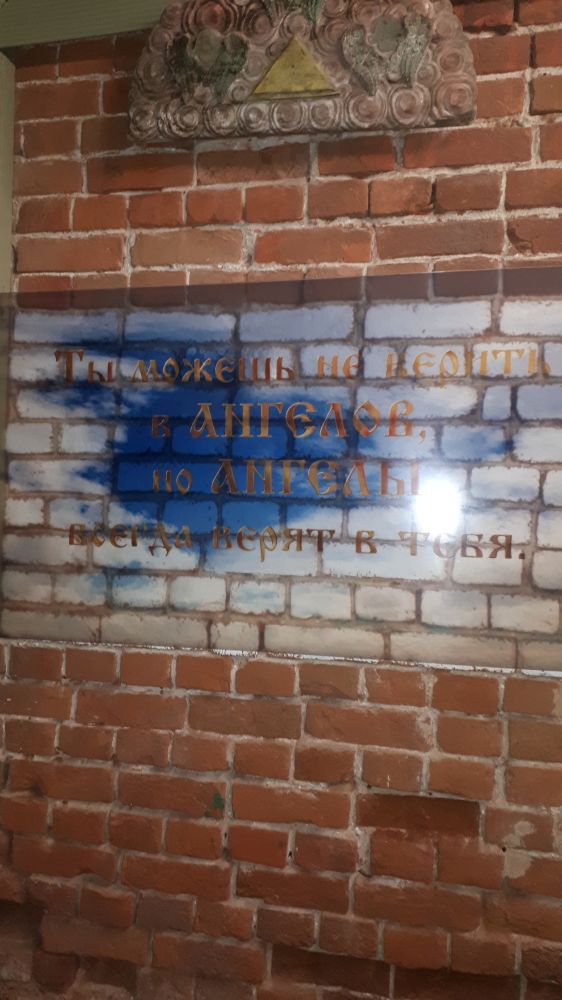 Ты можешь не верить
в АНГЕЛОВ,
но АНГЕЛЫ
всегда верят в тебя.